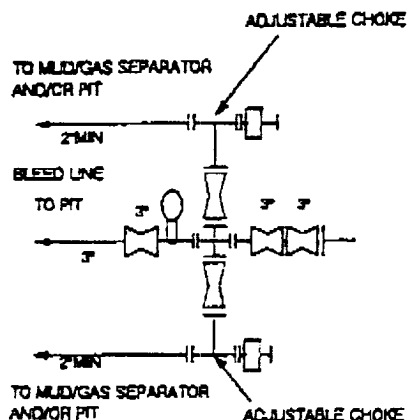 ADJUSTABLE CHOKE
TO MUD/GAS SEPARATOR
AND/OR PIT
2"MIN
BLEED LINE
TO PIT
3"
3" 3"
3"
2"MIN
TO MUD/GAS SEPARATOR
AND/OR PIT
ADJUSTABLE CHOKE